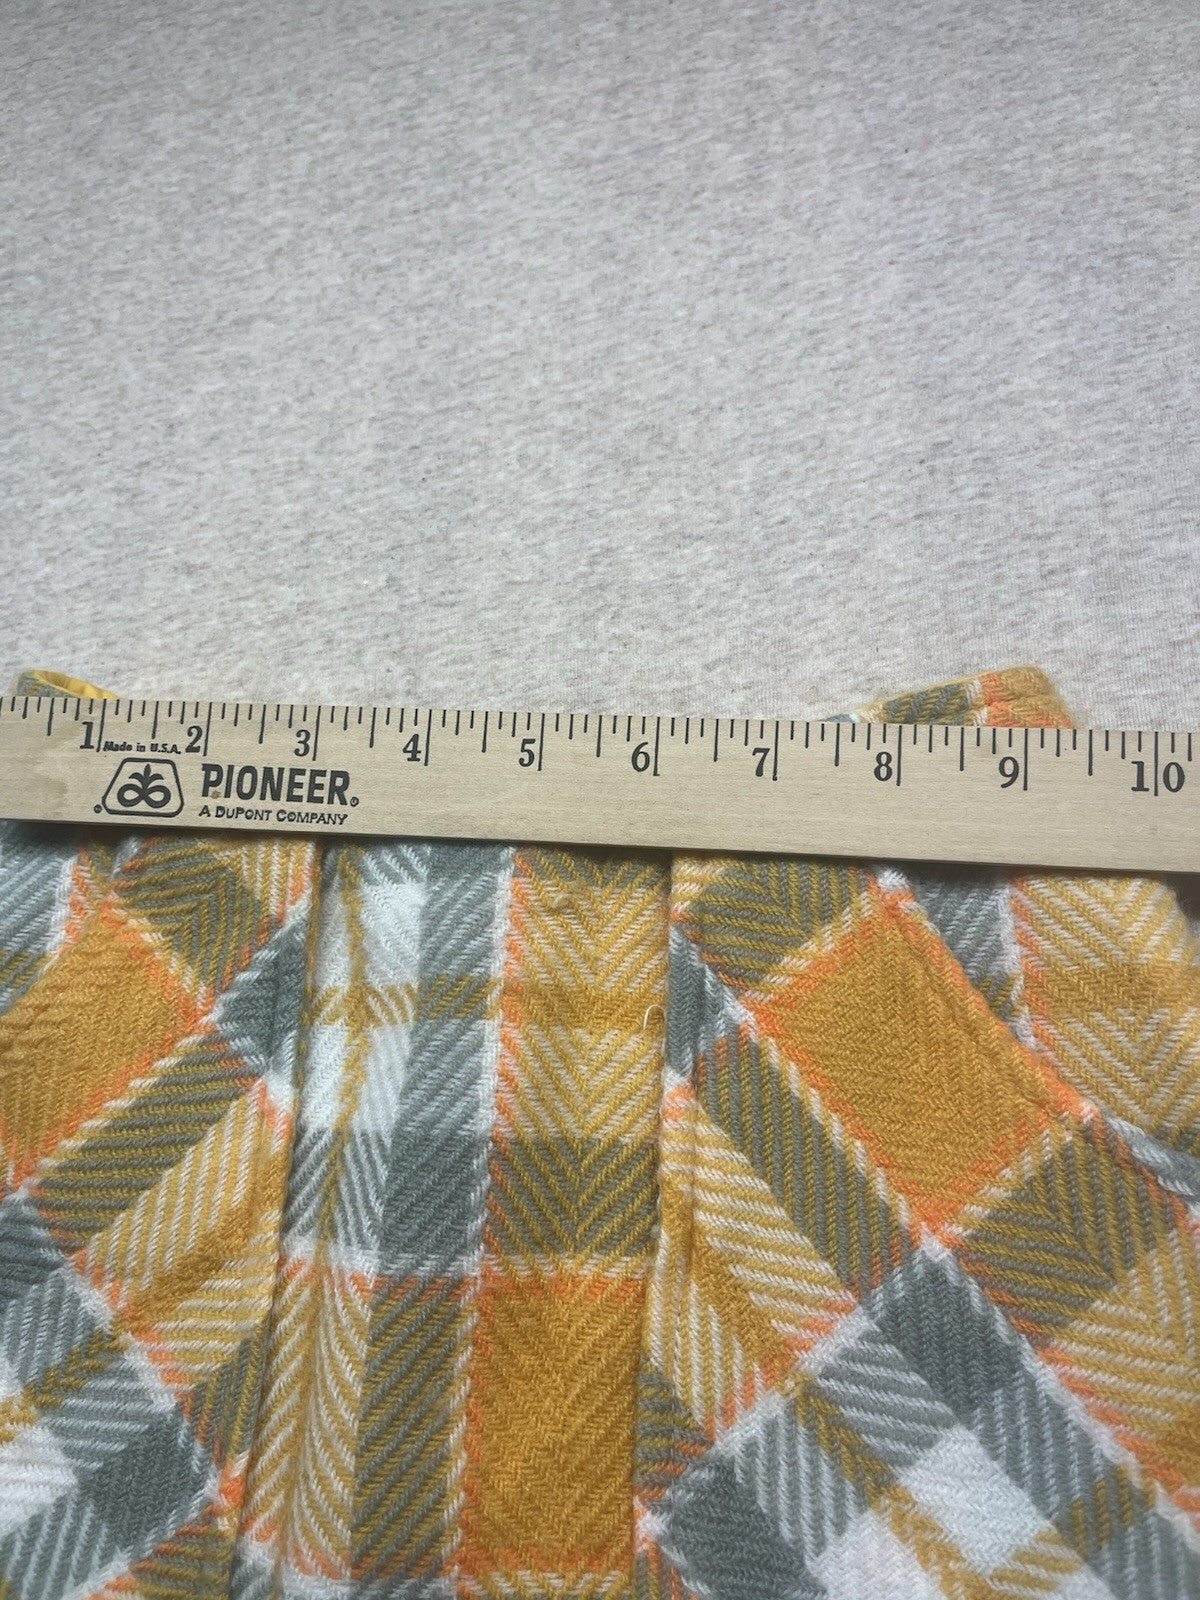 1 2 3 4 5 6 7 8 9 10
Made in U.S.A.
PIONEER®
A DUPONT COMPANY